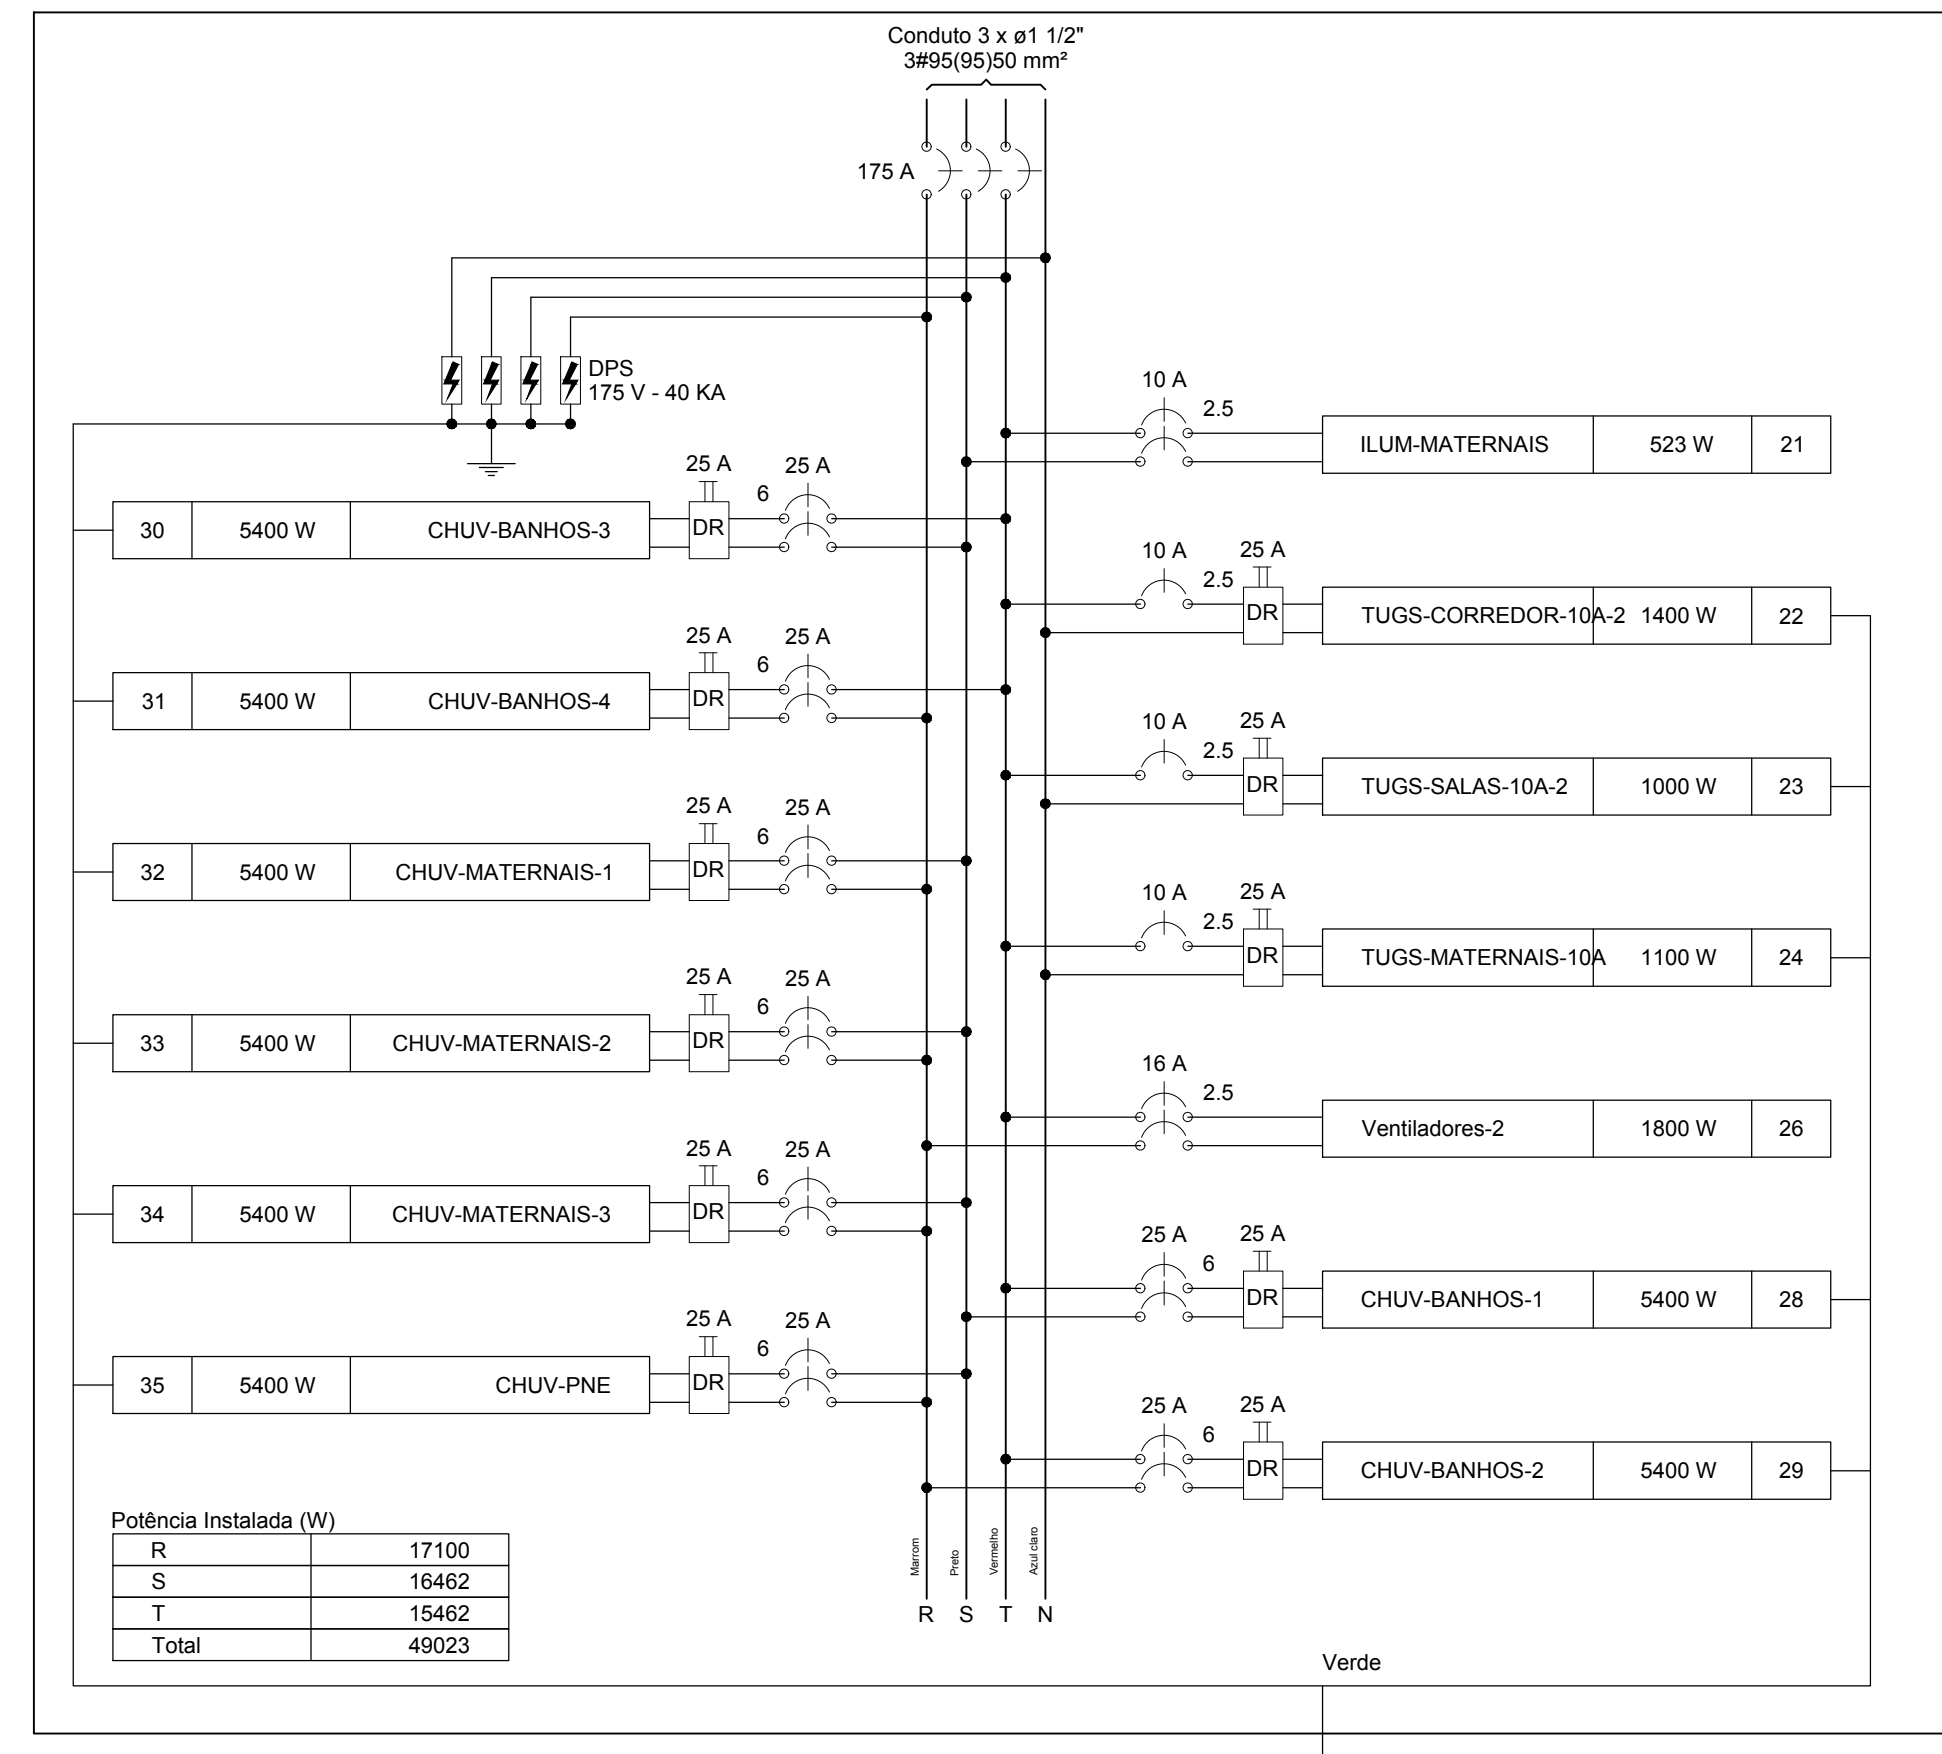 Conduto 3 x ø1 1/2"
3#95(95)50 mm²
175 A
DPS
175 V - 40 KA
10 A
2.5
ILUM-MATERNAIS 523 W 21
25 A 25 A
6
30 5400 W CHUV-BANHOS-3 DR
10 A 25 A
2.5
DR TUGS-CORREDOR-10A-2 1400 W 22
25 A 25 A
6
31 5400 W CHUV-BANHOS-4 DR
10 A 25 A
2.5
DR TUGS-SALAS-10A-2 1000 W 23
25 A 25 A
6
32 5400 W CHUV-MATERNAIS-1 DR
10 A 25 A
2.5
DR TUGS-MATERNAIS-10A 1100 W 24
25 A 25 A
6
33 5400 W CHUV-MATERNAIS-2 DR
16 A
2.5
Ventiladores-2 1800 W 26
25 A 25 A
6
34 5400 W CHUV-MATERNAIS-3 DR
25 A 25 A
6
DR CHUV-BANHOS-1 5400 W 28
25 A 25 A
6
35 5400 W CHUV-PNE DR
25 A 25 A
6
DR CHUV-BANHOS-2 5400 W 29
Potência Instalada (W)
R 17100
S 16462
T 15462
Total 49023
Marrom
Preto
Vermelho
Azul claro
R S T N
Verde